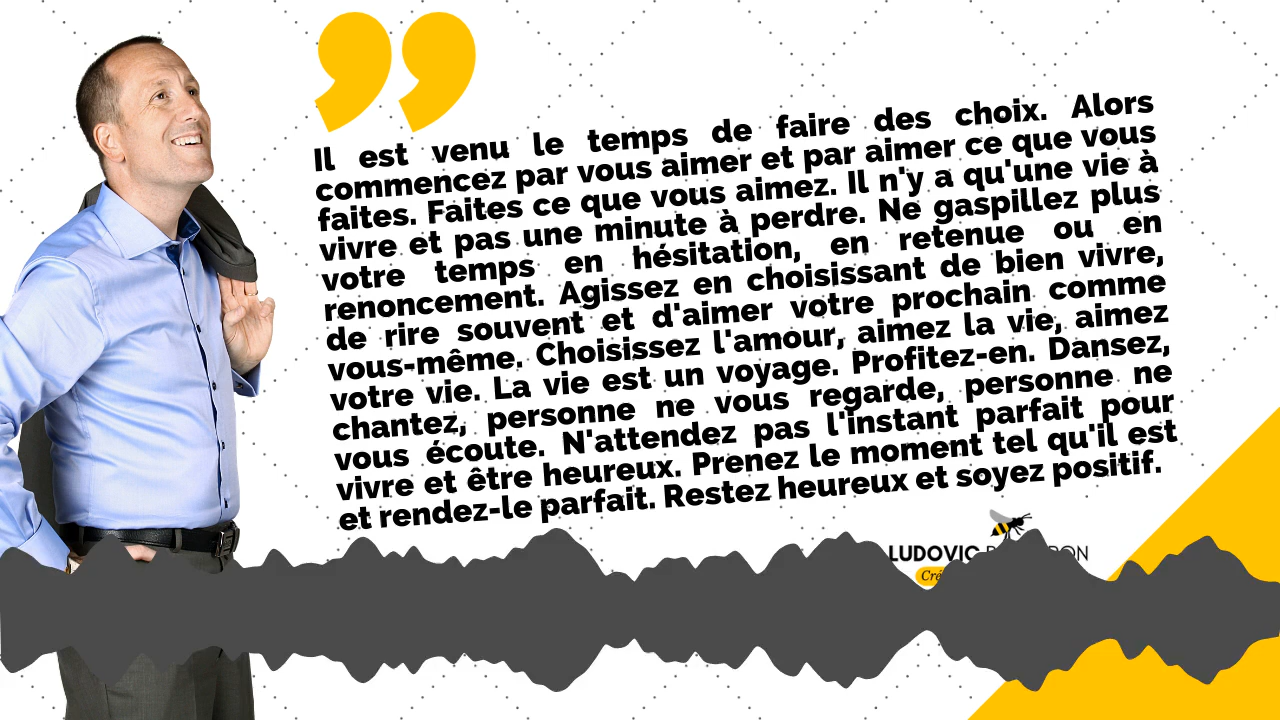 Il est venu le temps de faire des choix. Alors
commencez par vous aimer et par aimer ce que vous
faites. Faites ce que vous aimez. Il n'y a qu'une vie à
vivre et pas une minute à perdre. Ne gaspillez plus
votre temps en hésitation, en retenue ou en
renoncement. Agissez en choisissant de bien vivre,
de rire souvent et d'aimer votre prochain comme
vous-même. Choisissez l'amour, aimez la vie, aimez
votre vie. La vie est un voyage. Profitez-en. Dansez,
chantez, personne ne vous regarde, personne ne
vous écoute. N'attendez pas l'instant parfait pour
vivre et être heureux. Prenez le moment tel qu'il est
et rendez-le parfait. Restez heureux et soyez positif.
LUDOVIC